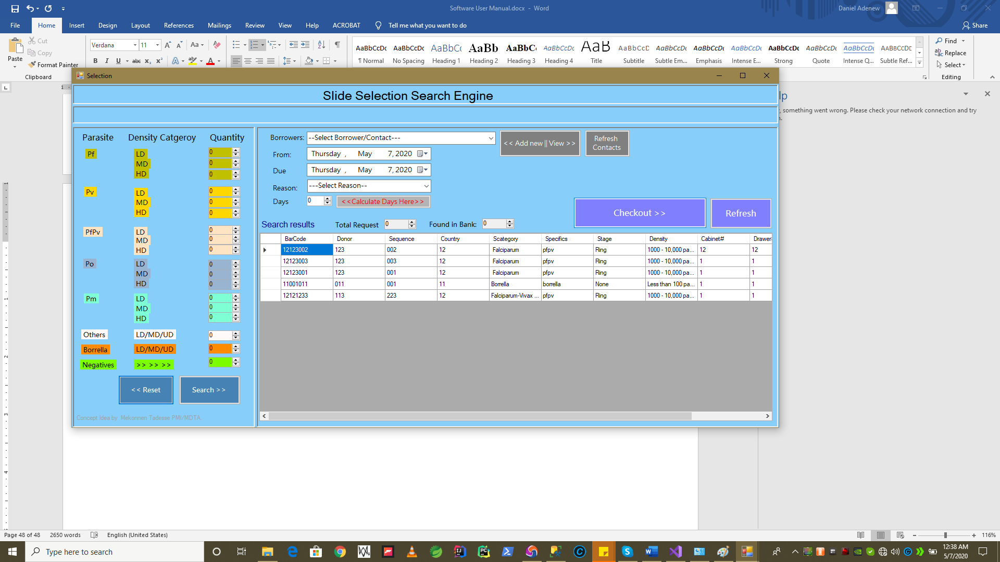 Software User Manual.docx - Word
Daniel Adenew
File Home Insert Design Layout References Mailings Review View Help ACROBAT Tell me what you want to do
Share
Paste
Cut
Copy
Format Painter
Clipboard
Verdana 11
AaBbCcDc ¶ Normal
AaBbCcDc No Spacing
AaBbCc Heading 1
AaBb Heading 2
AaBbC Heading 3
AaBbCcDc Heading 4
AaB Title
AaBbCcD Subtitle
AaBbCcDc Subtle Em...
AaBbCcDc Emphasis
AaBbCcDc Intense E...
AaBbCcDc Strong
AaBbCcDc Quote
AaBbCcDc Intense Q...
AaBbCcDc Subtle Ref...
Find
Replace
Select
Editing
Selection
Slide Selection Search Engine
lp
, something went wrong. Please check your network connection and try
n.
Parasite Density Catgeroy Quantity
Pf LD 0
MD 0
HD 0
Pv LD 0
MD 0
HD 0
PfPv LD 0
MD 0
HD 0
Po LD 0
MD 0
HD 0
Pm LD 0
MD 0
HD 0
Others LD/MD/UD 0
Borrella LD/MD/UD 0
Negatives >> >> >> 0
<< Reset Search >>
Concept Idea by Mekonnen Tadesse PMI/MDTA.
Borrowers: --Select Borrower/Contact---
<< Add new || View >>
Refresh
Contacts
From: Thursday , May 7, 2020
Due Thursday , May 7, 2020
Reason: ---Select Reason--
Days 0 <<Calculate Days Here>>
Checkout >> Refresh
Search results Total Request 0 Found in Bank: 0
BarCode Donor Sequence Country Scategory Specifics Stage Density Cabinet# Drawer
12123002 123 002 12 Falciparum pfpv Ring 1000 - 10,000 pa... 12 12
12123003 123 003 12 Falciparum pfpv Ring 1000 - 10,000 pa... 1 1
12123001 123 001 12 Falciparum pfpv Ring 1000 - 10,000 pa... 1 1
11001011 011 001 11 Borrella borrella None Less than 100 pa... 1 1
12121233 113 223 12 Falciparum-Vivax ... pfpv Ring 1000 - 10,000 pa... 1 1
Page 48 of 48 2650 words English (United States)
116%
Type here to search
12:38 AM
5/7/2020